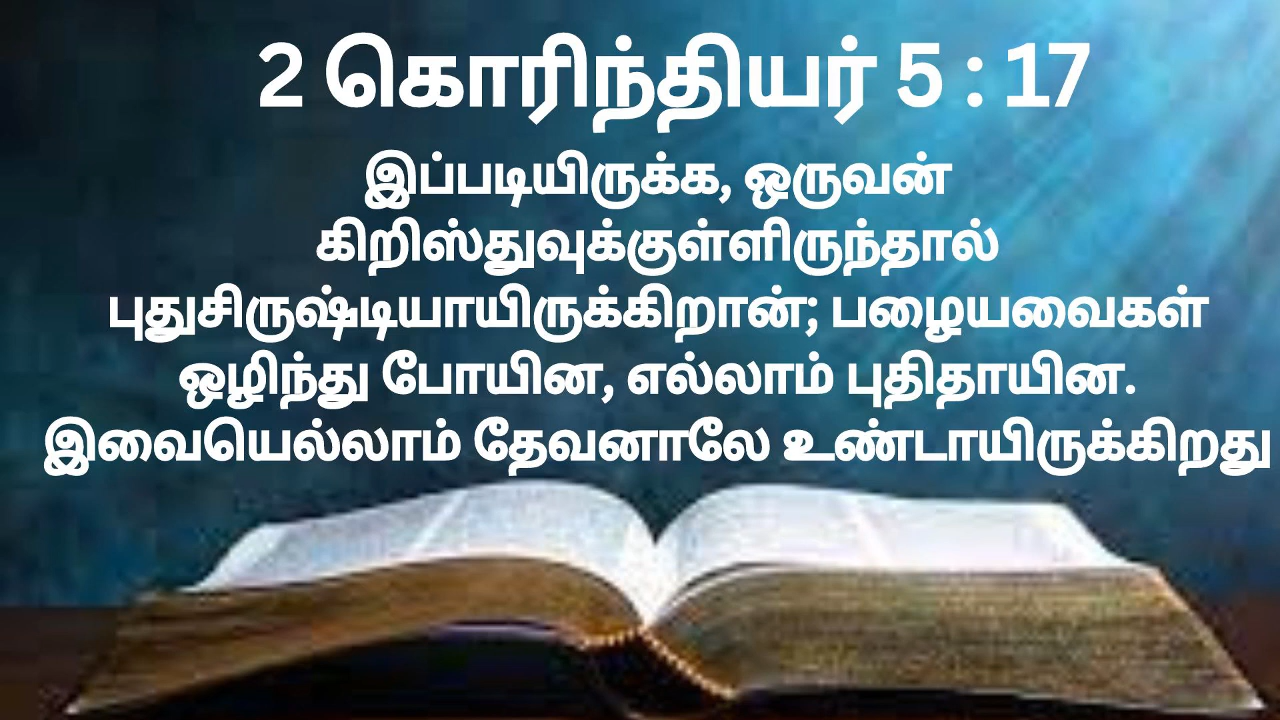 2 கொரிந்தியர் 5 : 17
இப்படியிருக்க, ஒருவன்
கிறிஸ்துவுக்குள்ளிருந்தால்
புதுசிருஷ்டியாயிருக்கிறான்; பழையவைகள்
ஒழிந்து போயின, எல்லாம் புதிதாயின.
இவையெல்லாம் தேவனாலே உண்டாயிருக்கிறது